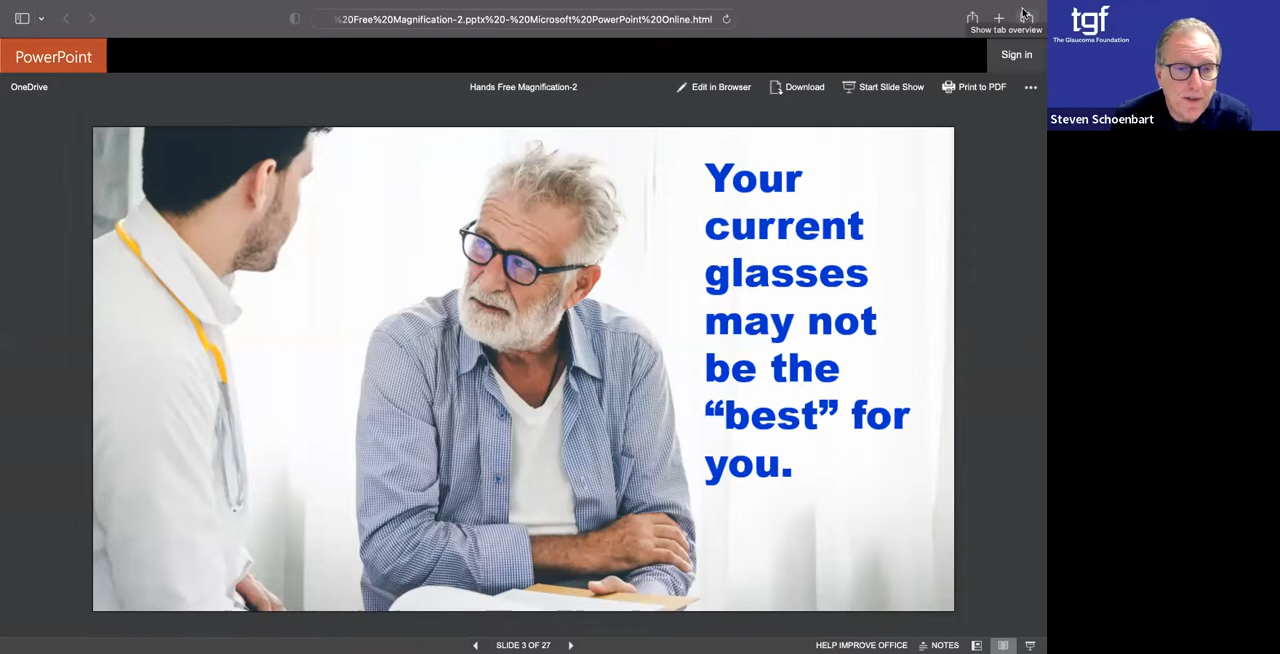 %20Free%20Magnification-2.pptx%20-%20Microsoft%20PowerPoint%20Online.html
Show tab overview
tgf
The Glaucoma Foundation
PowerPoint
Sign in
OneDrive
Hands Free Magnification-2
Edit in Browser
Download
Start Slide Show
Print to PDF
Steven Schoenbart
Your
current
glasses
may not
be the
“best” for
you.
SLIDE 3 OF 27
HELP IMPROVE OFFICE
NOTES